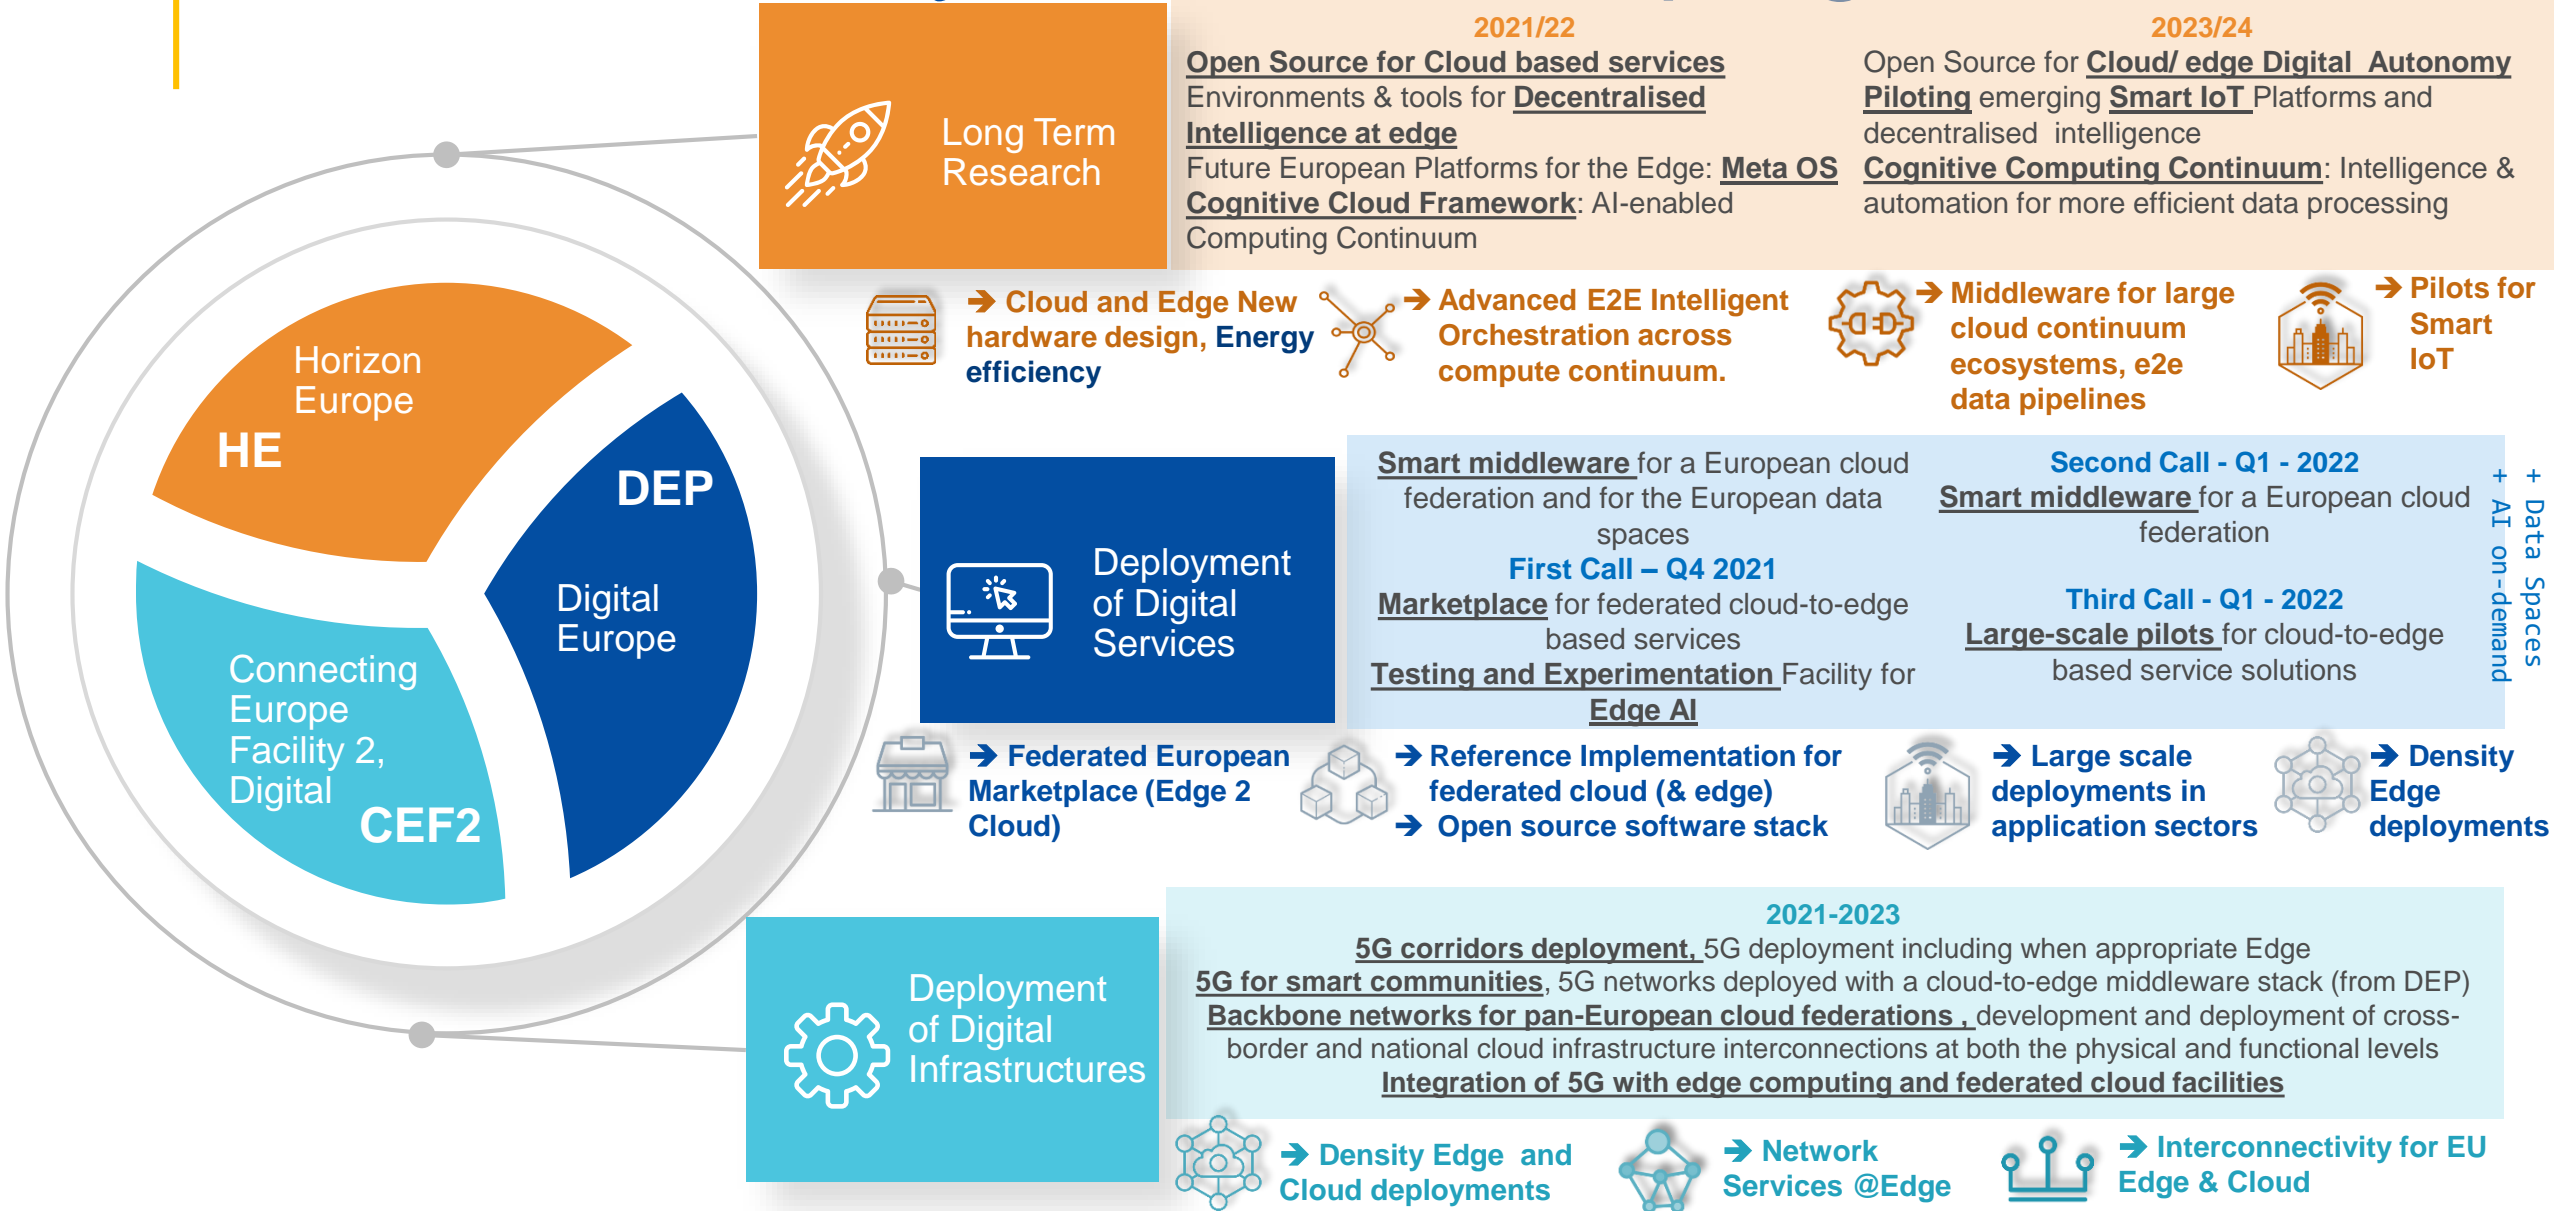 Horizon
Europe
HE
DEP
Digital
Europe
Connecting
Europe
Facility 2,
Digital
CEF2
Long Term
Research
2021/22
Open Source for Cloud based services
Environments & tools for Decentralised
Intelligence at edge
Future European Platforms for the Edge: Meta OS
Cognitive Cloud Framework: AI-enabled
Computing Continuum
2023/24
Open Source for Cloud/ edge Digital Autonomy
Piloting emerging Smart IoT Platforms and
decentralised intelligence
Cognitive Computing Continuum: Intelligence &
automation for more efficient data processing
➔ Cloud and Edge New
hardware design, Energy
efficiency
➔ Advanced E2E Intelligent
Orchestration across
compute continuum.
➔ Middleware for large
cloud continuum
ecosystems, e2e
data pipelines
➔ Pilots for
Smart
IoT
Deployment
of Digital
Services
Smart middleware for a European cloud
federation and for the European data
spaces
First Call – Q4 2021
Marketplace for federated cloud-to-edge
based services
Testing and Experimentation Facility for
Edge AI
Second Call - Q1 - 2022
Smart middleware for a European cloud
federation
Third Call - Q1 - 2022
Large-scale pilots for cloud-to-edge
based service solutions
+ Data Spaces
+ AI on-demand
➔ Federated European
Marketplace (Edge 2
Cloud)
➔ Reference Implementation for
federated cloud (& edge)
➔ Open source software stack
➔ Large scale
deployments in
application sectors
➔ Density
Edge
deployments
Deployment
of Digital
Infrastructures
2021-2023
5G corridors deployment, 5G deployment including when appropriate Edge
5G for smart communities, 5G networks deployed with a cloud-to-edge middleware stack (from DEP)
Backbone networks for pan-European cloud federations , development and deployment of cross-
border and national cloud infrastructure interconnections at both the physical and functional levels
Integration of 5G with edge computing and federated cloud facilities
➔ Density Edge and
Cloud deployments
➔ Network
Services @Edge
➔ Interconnectivity for EU
Edge & Cloud